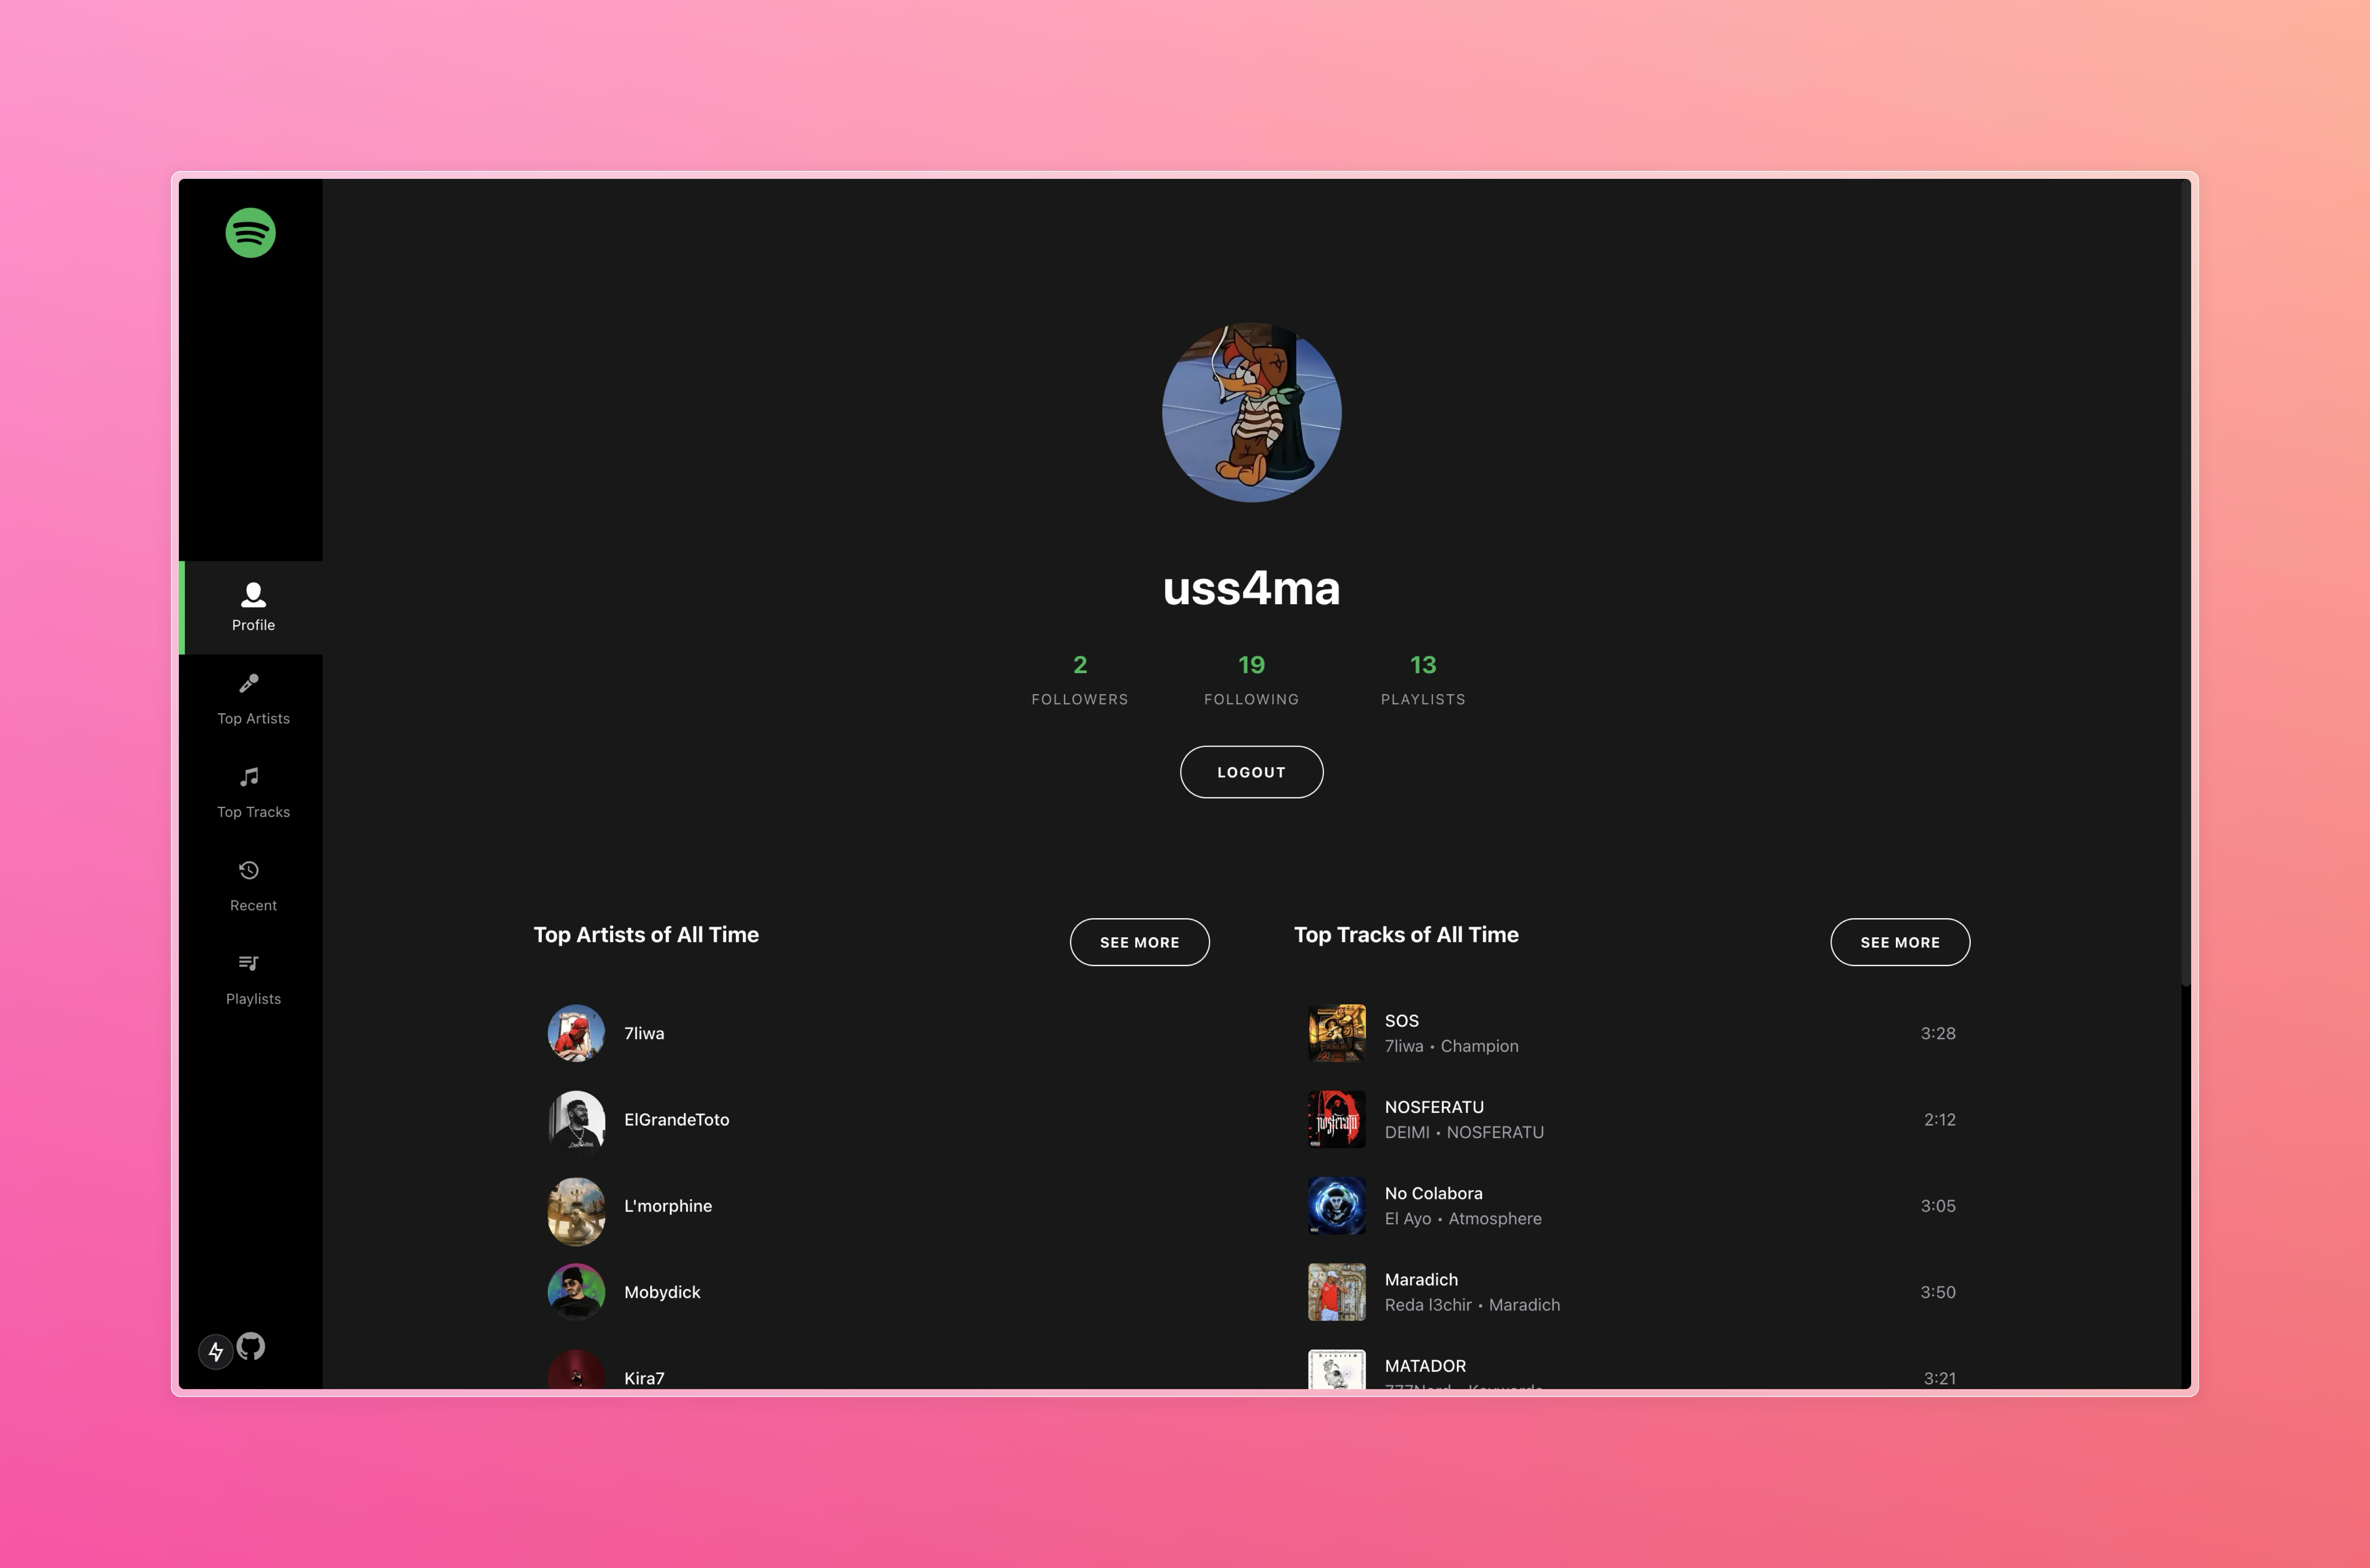 Profile
Top Artists
Top Tracks
Recent
Playlists
uss4ma
2 19 13
FOLLOWERS FOLLOWING PLAYLISTS
LOGOUT
Top Artists of All Time
SEE MORE
7liwa
ElGrandeToto
L'morphine
Mobydick
Kira7
Top Tracks of All Time
SEE MORE
SOS
7liwa • Champion
3:28
NOSFERATU
DEIMI • NOSFERATU
2:12
No Colabora
El Ayo • Atmosphere
3:05
Maradich
Reda l3chir • Maradich
3:50
MATADOR
3:21
nosferatu